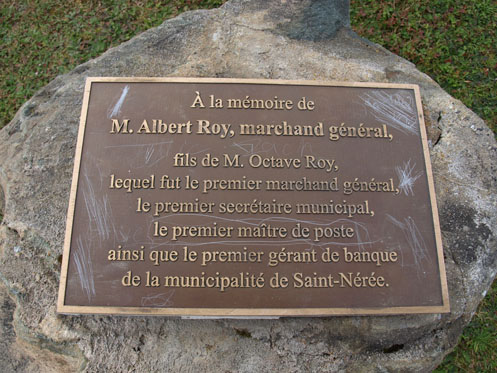 À la mémoire de
M. Albert Roy, marchand général,
fils de M. Octave Roy,
lequel fut le premier marchand général,
le premier secrétaire municipal,
le premier maître de poste
ainsi que le premier gérant de banque
de la municipalité de Saint-Nérée.